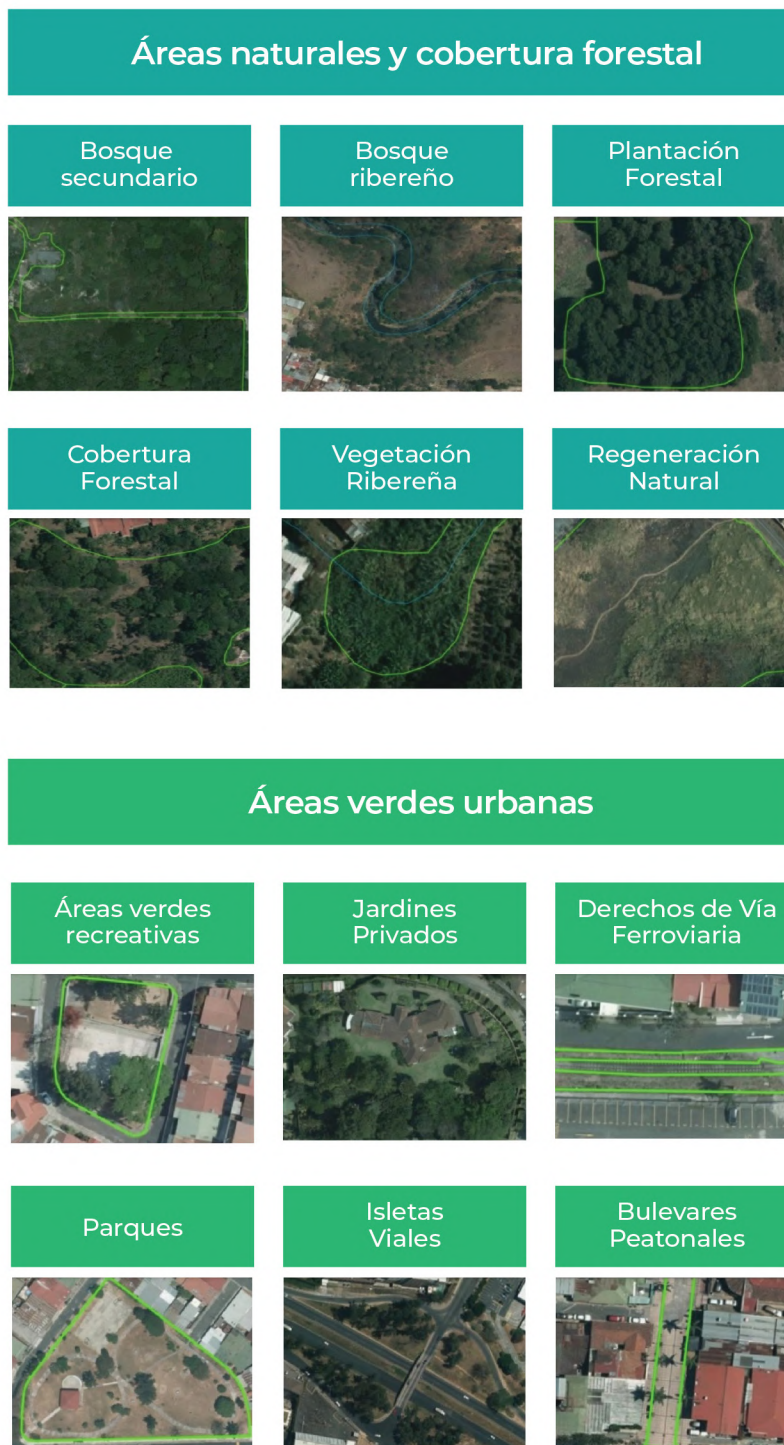 Áreas naturales y cobertura forestal
Bosque
secundario
Bosque
ribereño
Plantación
Forestal
Cobertura
Forestal
Vegetación
Ribereña
Regeneración
Natural
Áreas verdes urbanas
Áreas verdes
recreativas
Jardines
Privados
Derechos de Vía
Ferroviaria
Parques
Isletas
Viales
Bulevares
Peatonales